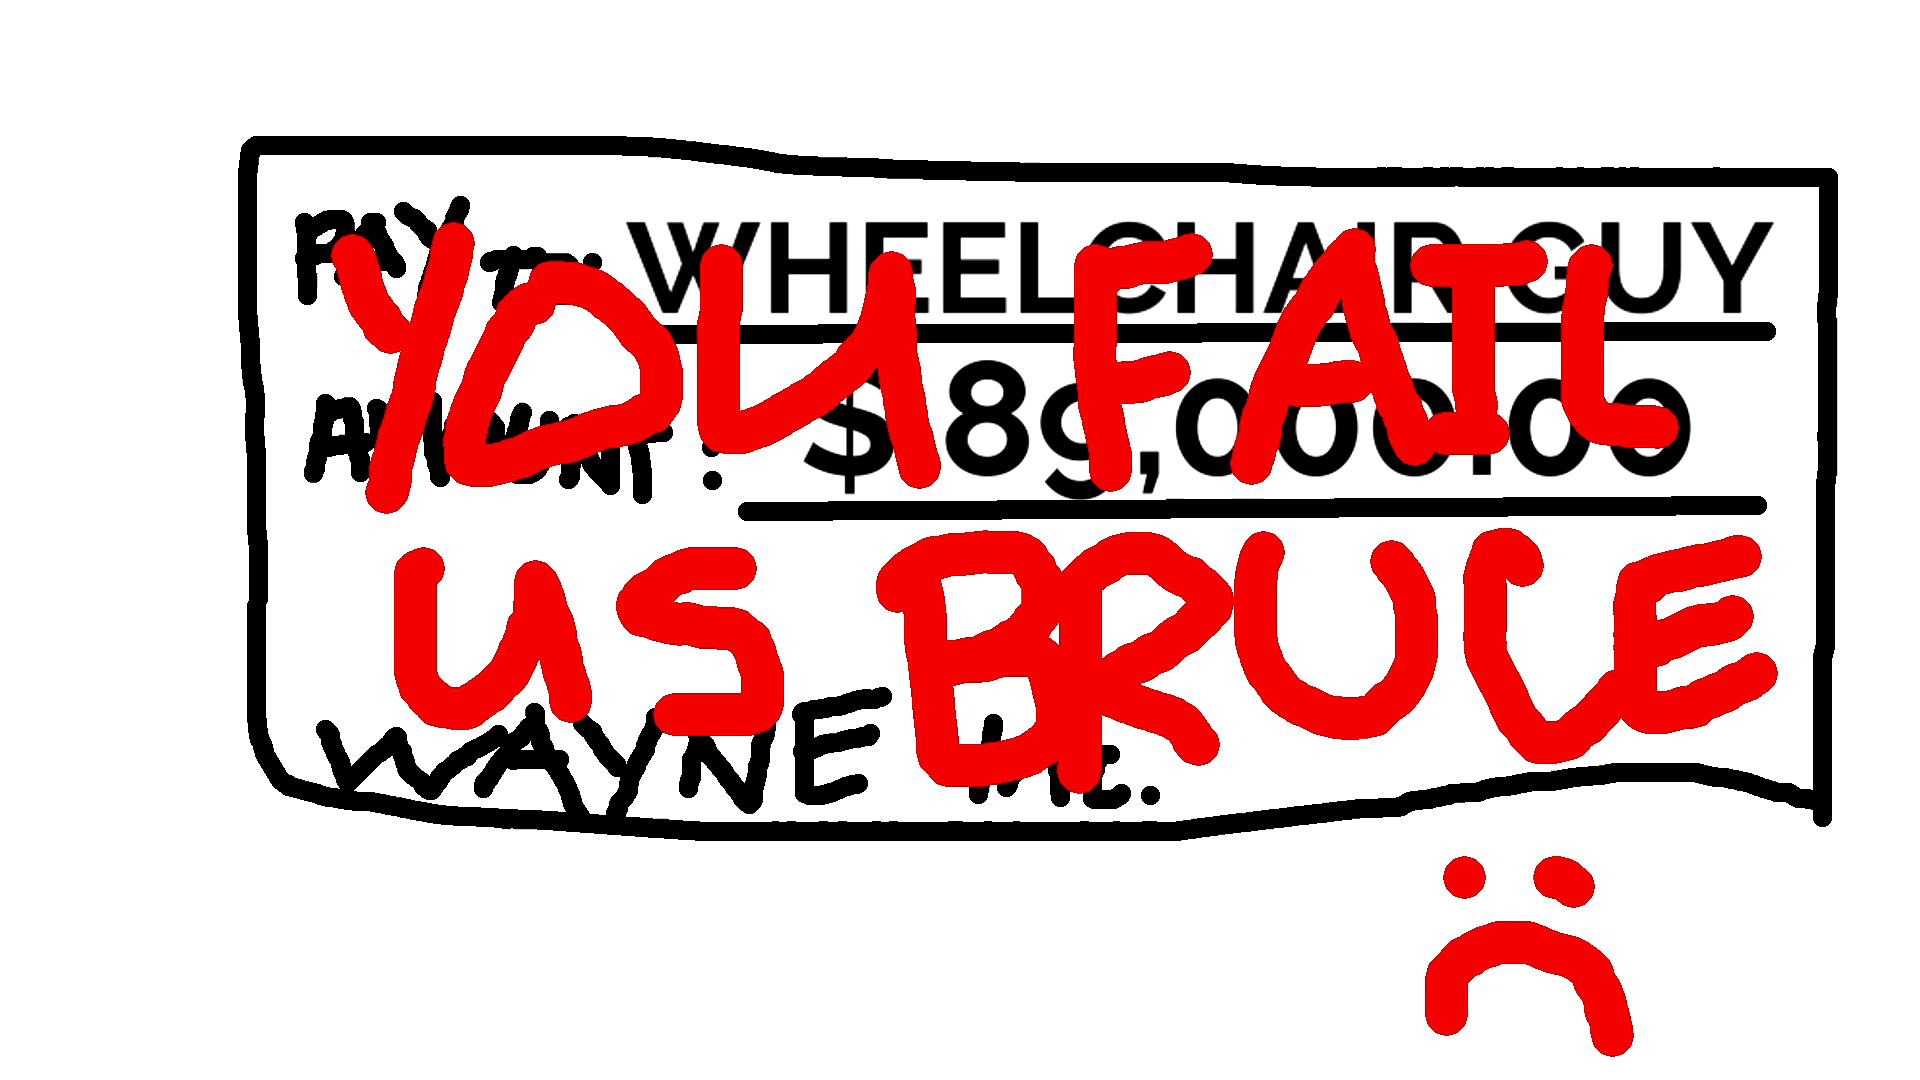 PAY TO: WHEELCHAIR GUY
AMOUNT: $ 89,000.00
YOU FAIL
US BRUCE
WAYNE INC.
:(